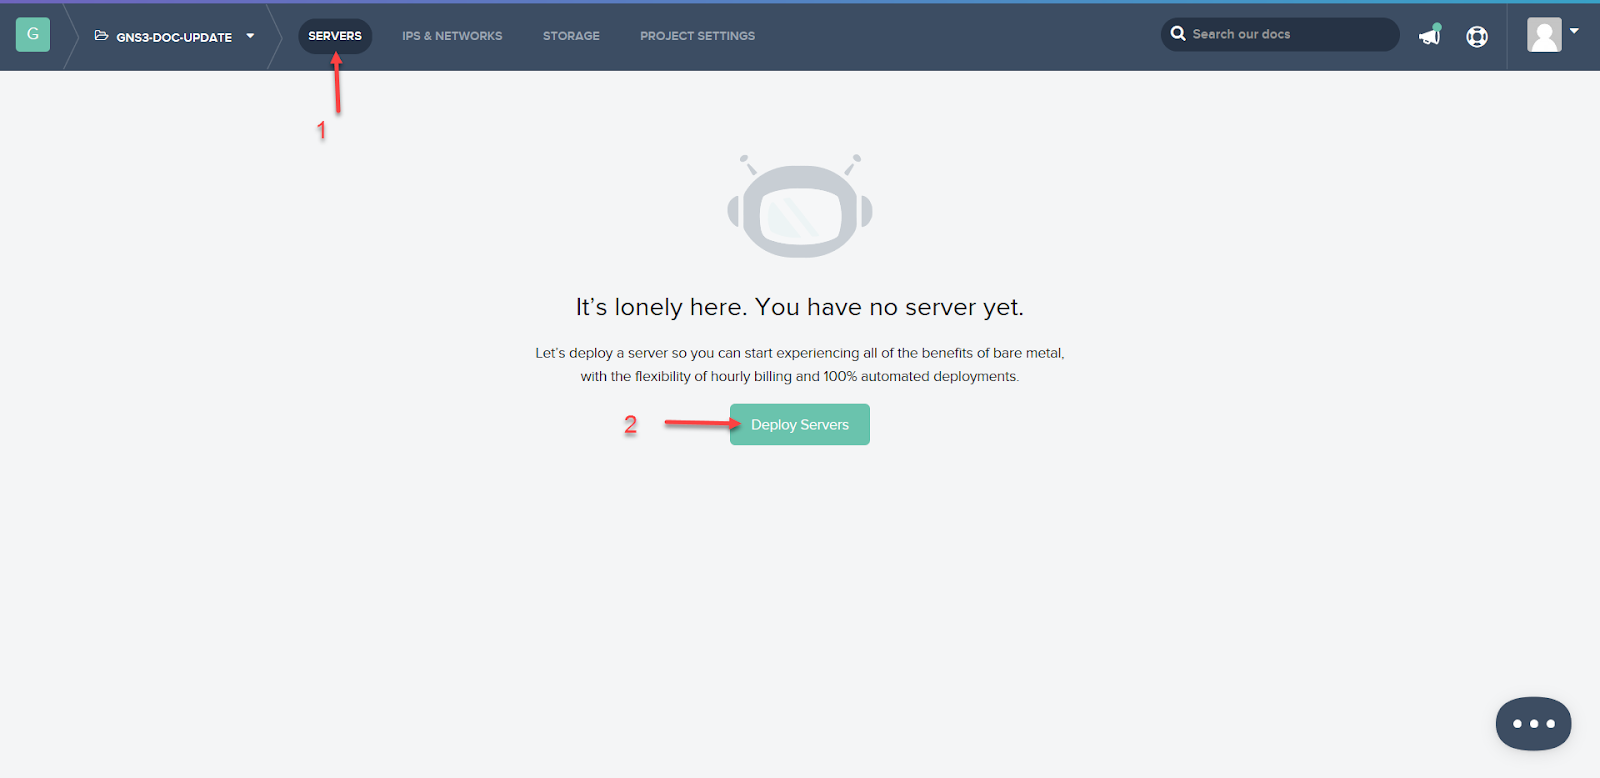 G
GNS3-DOC-UPDATE
SERVERS
IPS & NETWORKS
STORAGE
PROJECT SETTINGS
Search our docs
1
It’s lonely here. You have no server yet.
Let’s deploy a server so you can start experiencing all of the benefits of bare metal,
with the flexibility of hourly billing and 100% automated deployments.
2
Deploy Servers